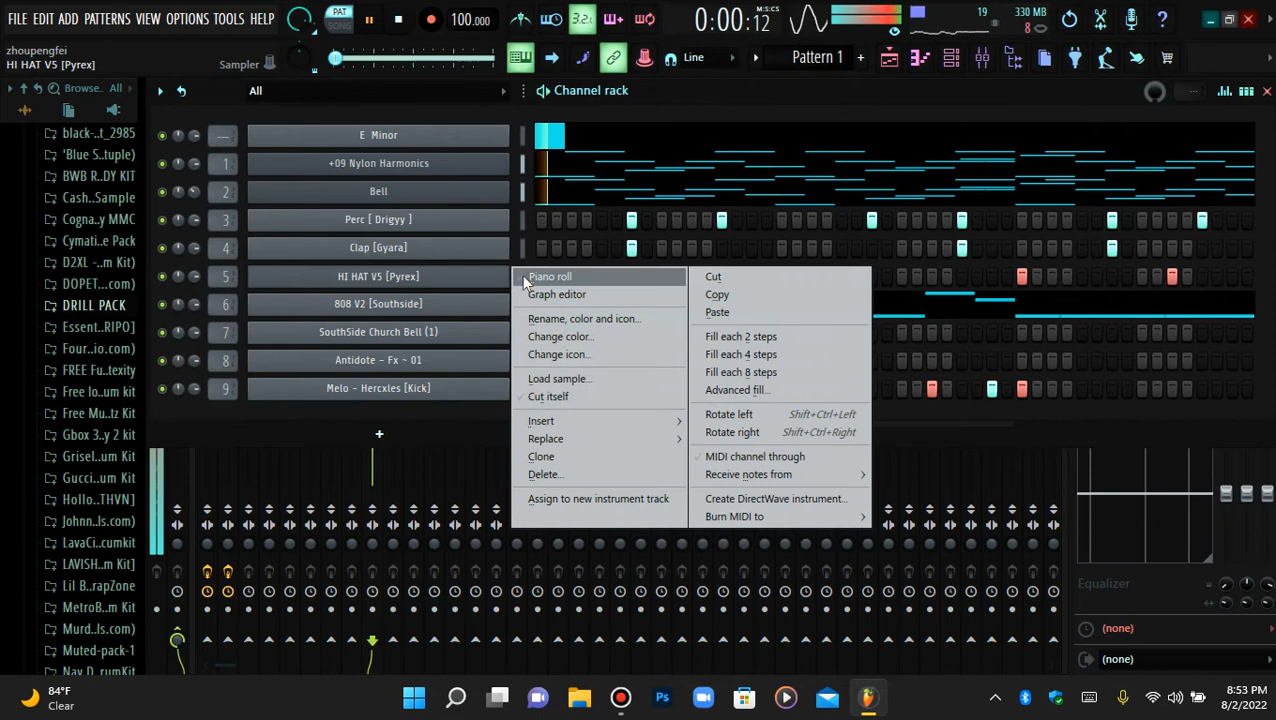 FILE EDIT ADD PATTERNS VIEW OPTIONS TOOLS HELP
PAT
SONG
100.000
3.2
0:00:12
19
330 MB
8
zhoupengfei
HI HAT V5 [Pyrex]
Sampler
Line
Pattern 1
Browse.. All
All
Channel rack
black-..t_2985
'Blue S..tuple)
BWB R..DY KIT
Cash...Sample
Cogna..y MMC
Cymati...e Pack
D2XL -..m Kit)
DOPET...m Kit)
DRILL PACK
Essent...RIPO]
Four...io.com)
FREE Fu..texity
Free lo..um kit
Free Mu..tz Kit
Gbox 3..y 2 kit
Grisel...um Kit
Gucci...um Kit
Hollo...THVN]
Johnn...ls.com)
LavaCi...um Kit
LAVISH...m Kit]
Lil B...rapZone
MetroB...m Kit
Murd...ls.com)
Muted-pack-1
Nav D..rumKit)
E Minor
1
+09 Nylon Harmonics
2
Bell
3
Perc [ Drigyy ]
4
Clap [Gyara]
5
HI HAT V5 [Pyrex]
6
808 V2 [Southside]
7
SouthSide Church Bell (1)
8
Antidote - Fx ~ 01
9
Melo - Hercxles [Kick]
+
Piano roll
Graph editor
Rename, color and icon...
Change color...
Change icon...
Load sample...
Cut itself
Insert
Replace
Clone
Delete...
Assign to new instrument track
Cut
Copy
Paste
Fill each 2 steps
Fill each 4 steps
Fill each 8 steps
Advanced fill...
Rotate left Shift+Ctrl+Left
Rotate right Shift+Ctrl+Right
MIDI channel through
Receive notes from
Create DirectWave instrument...
Burn MIDI to
Equalizer
(none)
(none)
84°F
Clear
Ps
8:53 PM
8/2/2022